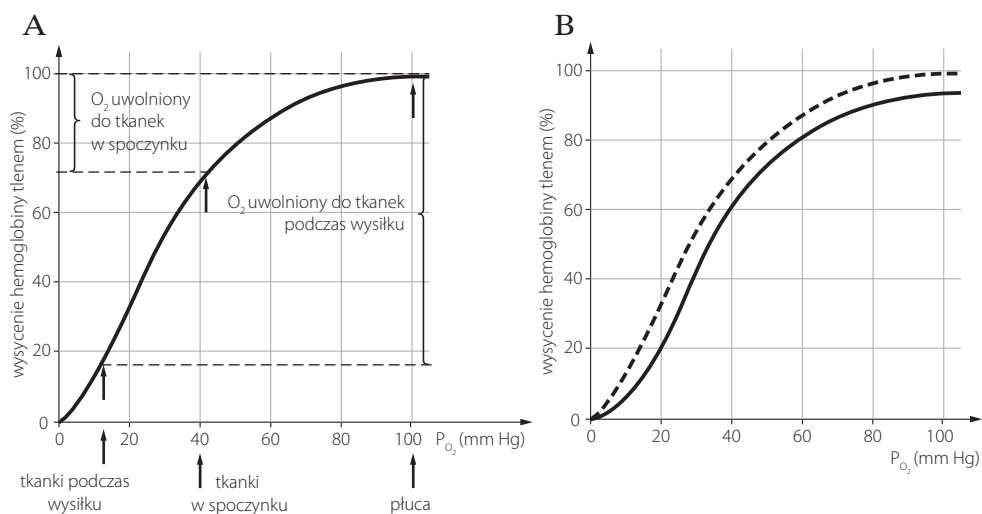 A
wysycenie hemoglobiny tlenem (%)
100
80
60
40
20
0
O₂ uwolniony
do tkanek
w spoczynku
O₂ uwolniony do tkanek
podczas wysiłku
0 20 40 60 80 100 P_O₂ (mm Hg)
tkanki podczas
wysiłku
tkanki
w spoczynku
płuca
B
wysycenie hemoglobiny tlenem (%)
100
80
60
40
20
0
0 20 40 60 80 100
P_O₂ (mm Hg)